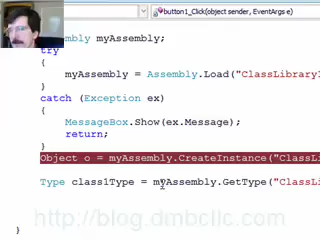 button1_Click(object sender, EventArgs e)
mbly myAssembly;
try
{
myAssembly = Assembly.Load("ClassLibrary
}
catch (Exception ex)
{
MessageBox.Show(ex.Message);
return;
}
Object o = myAssembly.CreateInstance("ClassL
Type class1Type = myAssembly.GetType("ClassLi
http://blog.dmbcllc.com
}